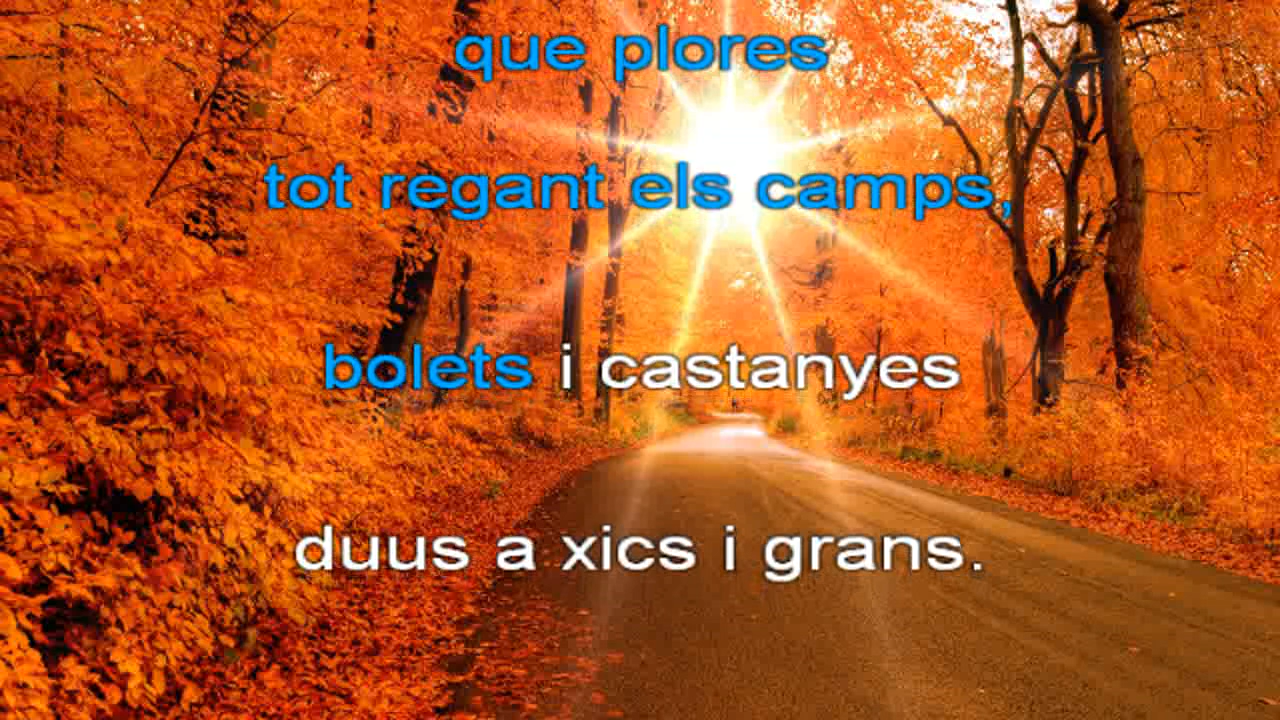 que plores
tot regant els camps,
bolets i castanyes
duus a xics i grans.